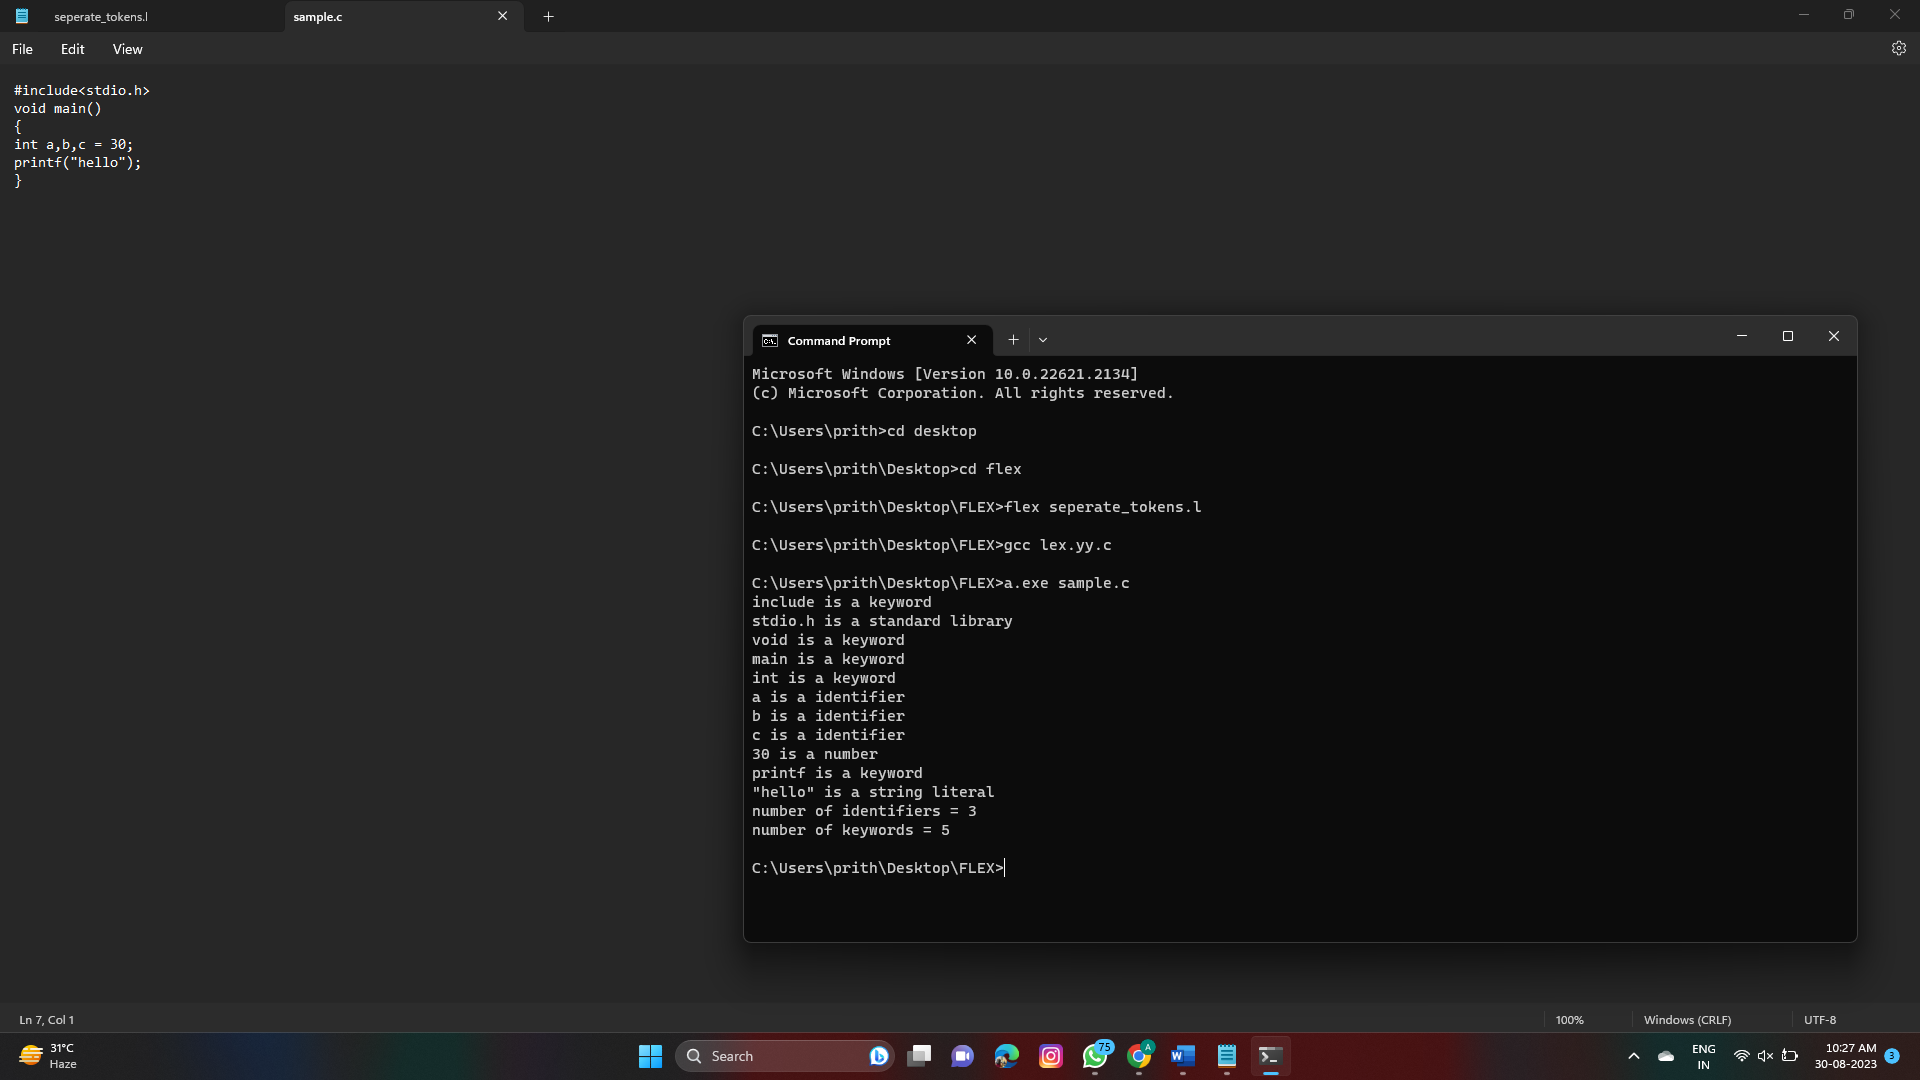 seperate_tokens.l
sample.c
File Edit View
#include<stdio.h>
void main()
{
int a,b,c = 30;
printf("hello");
}
Command Prompt
Microsoft Windows [Version 10.0.22621.2134]
(c) Microsoft Corporation. All rights reserved.
C:\Users\prith>cd desktop
C:\Users\prith\Desktop>cd flex
C:\Users\prith\Desktop\FLEX>flex seperate_tokens.l
C:\Users\prith\Desktop\FLEX>gcc lex.yy.c
C:\Users\prith\Desktop\FLEX>a.exe sample.c
include is a keyword
stdio.h is a standard library
void is a keyword
main is a keyword
int is a keyword
a is a identifier
b is a identifier
c is a identifier
30 is a number
printf is a keyword
"hello" is a string literal
number of identifiers = 3
number of keywords = 5
C:\Users\prith\Desktop\FLEX>
Ln 7, Col 1
100%
Windows (CRLF)
UTF-8
31°C
Haze
Search
75
A
W
ENG
IN
10:27 AM
30-08-2023
3